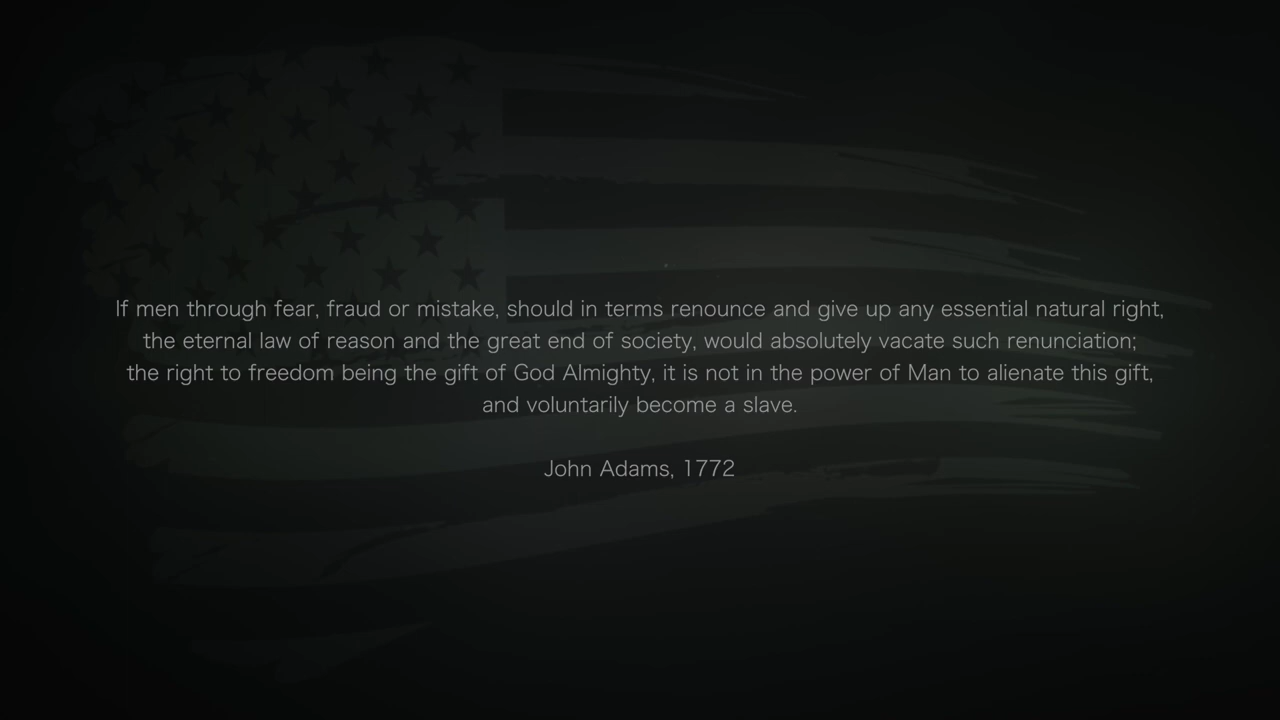 If men through fear, fraud or mistake, should in terms renounce and give up any essential natural right,
the eternal law of reason and the great end of society, would absolutely vacate such renunciation;
the right to freedom being the gift of God Almighty, it is not in the power of Man to alienate this gift,
and voluntarily become a slave.
John Adams, 1772